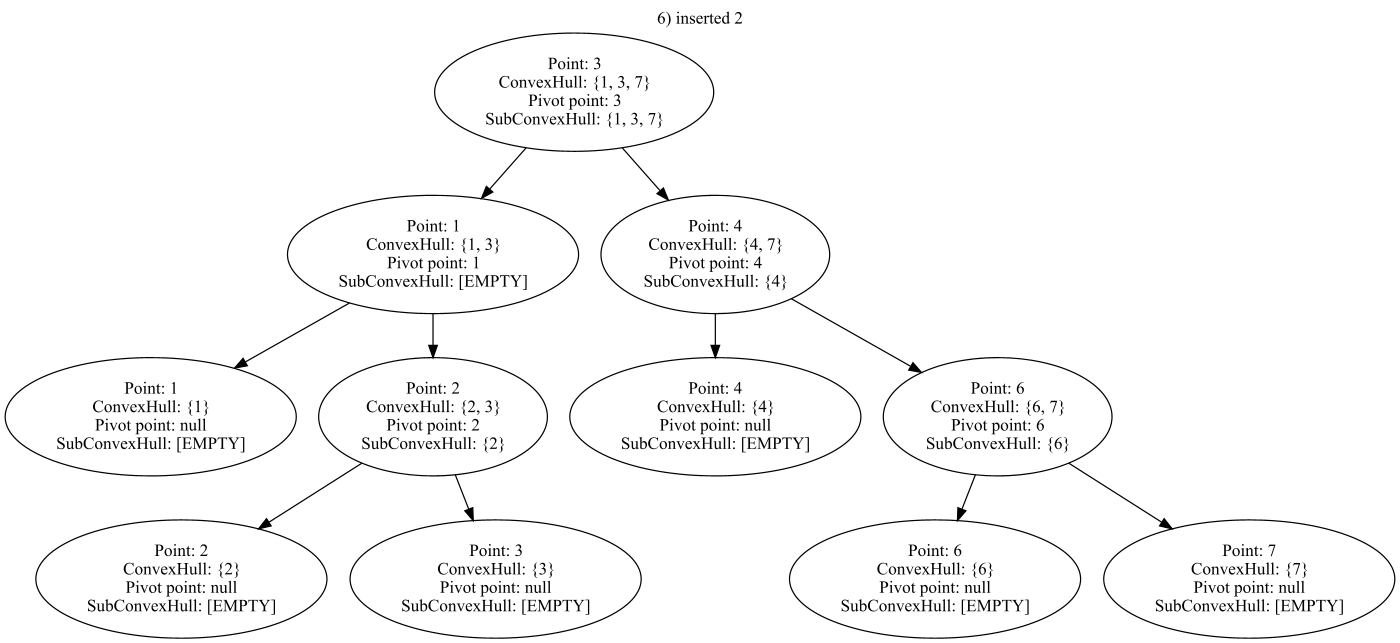 6) inserted 2
Point: 3
ConvexHull: {1, 3, 7}
Pivot point: 3
SubConvexHull: {1, 3, 7}
Point: 1
ConvexHull: {1, 3}
Pivot point: 1
SubConvexHull: [EMPTY]
Point: 4
ConvexHull: {4, 7}
Pivot point: 4
SubConvexHull: {4}
Point: 1
ConvexHull: {1}
Pivot point: null
SubConvexHull: [EMPTY]
Point: 2
ConvexHull: {2, 3}
Pivot point: 2
SubConvexHull: {2}
Point: 4
ConvexHull: {4}
Pivot point: null
SubConvexHull: [EMPTY]
Point: 6
ConvexHull: {6, 7}
Pivot point: 6
SubConvexHull: {6}
Point: 2
ConvexHull: {2}
Pivot point: null
SubConvexHull: [EMPTY]
Point: 3
ConvexHull: {3}
Pivot point: null
SubConvexHull: [EMPTY]
Point: 6
ConvexHull: {6}
Pivot point: null
SubConvexHull: [EMPTY]
Point: 7
ConvexHull: {7}
Pivot point: null
SubConvexHull: [EMPTY]